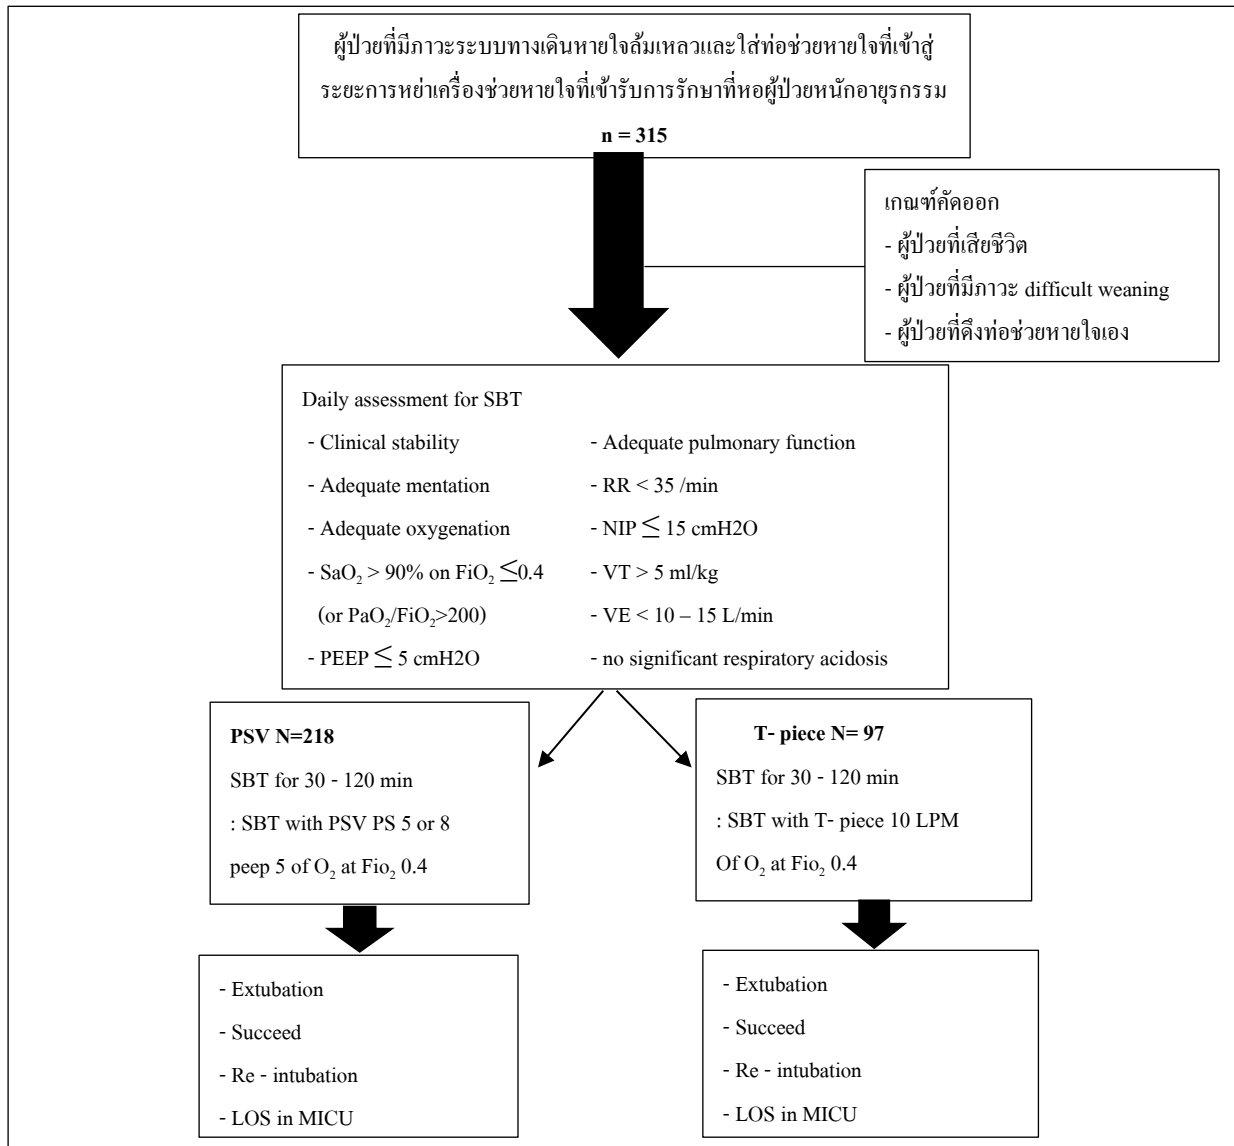 ผู้ป่วยที่มีภาวะระบบทางเดินหายใจล้มเหลวและใส่ท่อช่วยหายใจที่เข้าสู่
ระยะการหย่าเครื่องช่วยหายใจที่เข้ารับการรักษาที่หอผู้ป่วยหนักอายุรกรรม
n = 315
เกณฑ์คัดออก
- ผู้ป่วยที่เสียชีวิต
- ผู้ป่วยที่มีภาวะ difficult weaning
- ผู้ป่วยที่ดึงท่อช่วยหายใจเอง
Daily assessment for SBT
- Clinical stability
- Adequate mentation
- Adequate oxygenation
- SaO₂ > 90% on FiO₂ ≤0.4
(or PaO₂/FiO₂>200)
- PEEP ≤ 5 cmH2O
- Adequate pulmonary function
- RR < 35 /min
- NIP ≤ 15 cmH2O
- VT > 5 ml/kg
- VE < 10 – 15 L/min
- no significant respiratory acidosis
PSV N=218
SBT for 30 - 120 min
: SBT with PSV PS 5 or 8
peep 5 of O₂ at Fio₂ 0.4
T- piece N= 97
SBT for 30 - 120 min
: SBT with T- piece 10 LPM
Of O₂ at Fio₂ 0.4
- Extubation
- Succeed
- Re - intubation
- LOS in MICU
- Extubation
- Succeed
- Re - intubation
- LOS in MICU